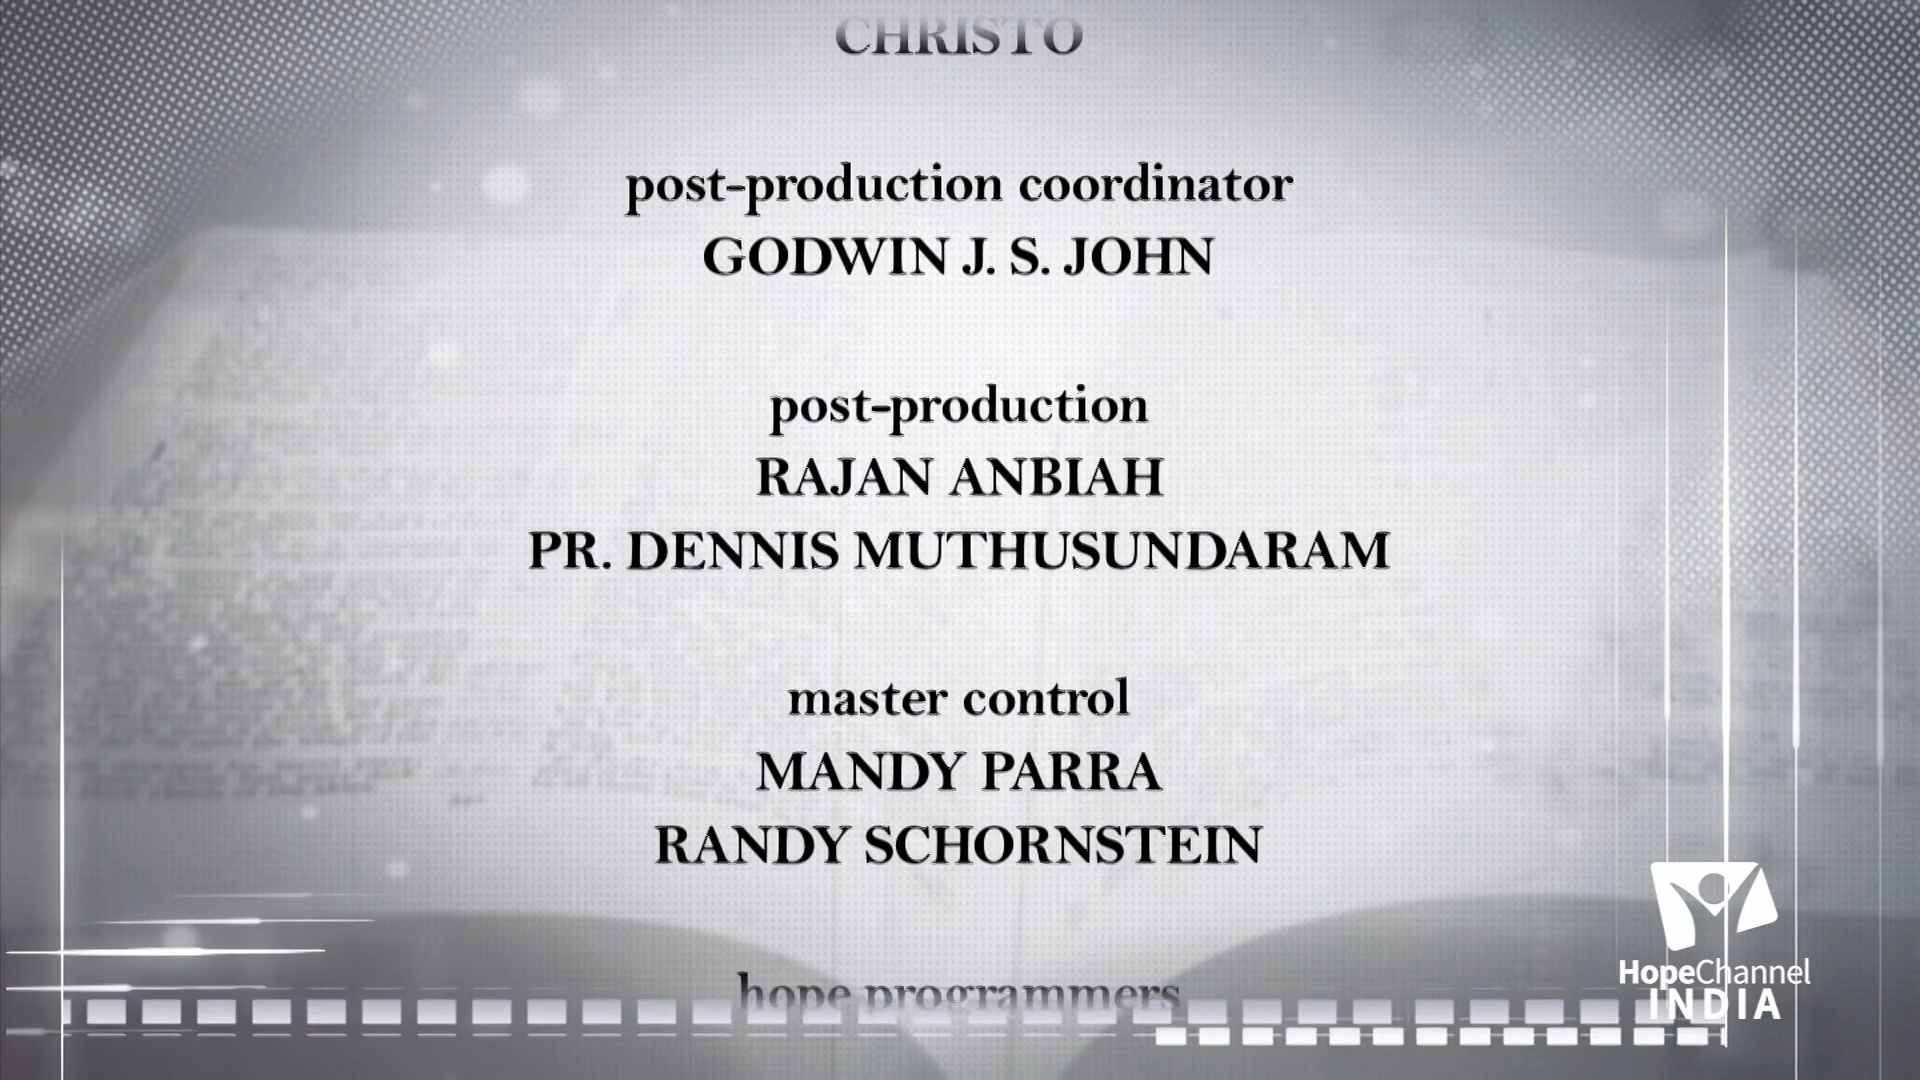 CHRISTO
post-production coordinator
GODWIN J. S. JOHN
post-production
RAJAN ANBIAH
PR. DENNIS MUTHUSUNDARAM
master control
MANDY PARRA
RANDY SCHORNSTEIN
hope programmers
HopeChannel
INDIA